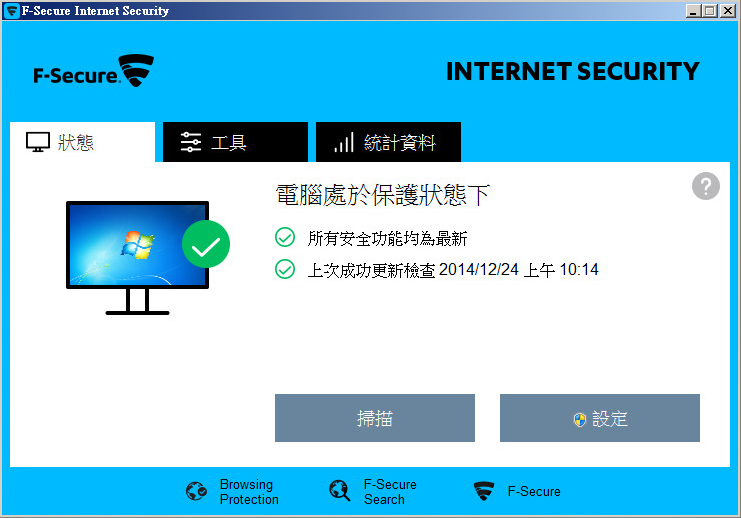 F-Secure Internet Security
F-Secure.
INTERNET SECURITY
狀態
工具
統計資料
電腦處於保護狀態下
?
所有安全功能均為最新
上次成功更新檢查 2014/12/24 上午 10:14
掃描
設定
Browsing
Protection
F-Secure
Search
F-Secure